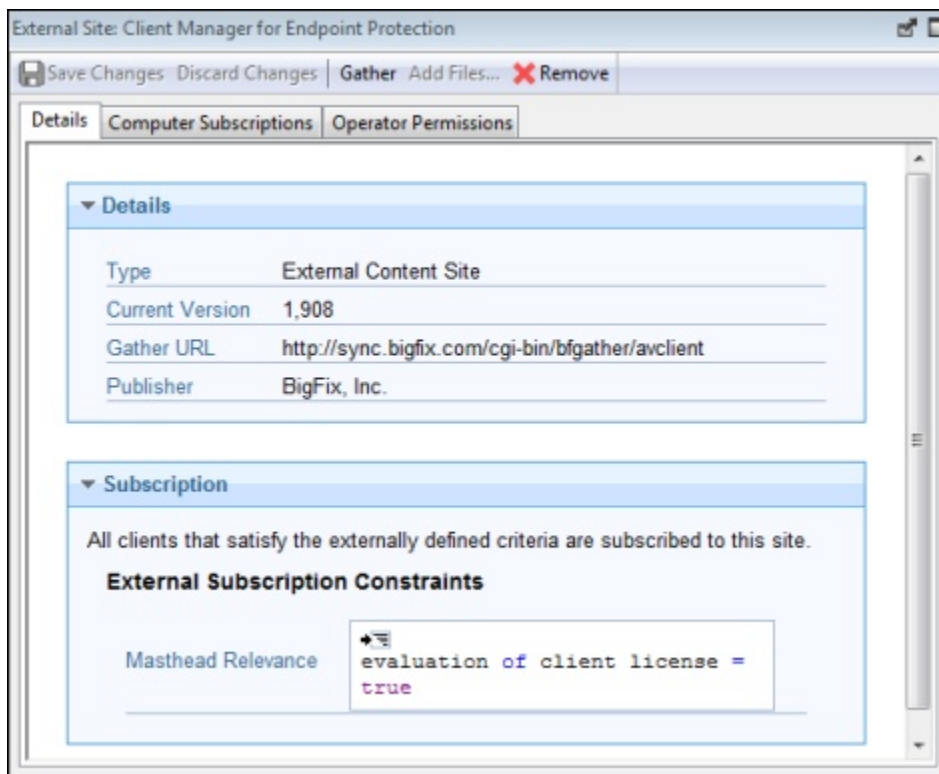 External Site: Client Manager for Endpoint Protection
Save Changes Discard Changes Gather Add Files... Remove
Details Computer Subscriptions Operator Permissions
Details
Type External Content Site
Current Version 1,908
Gather URL http://sync.bigfix.com/cgi-bin/bfgather/avclient
Publisher BigFix, Inc.
Subscription
All clients that satisfy the externally defined criteria are subscribed to this site.
External Subscription Constraints
Masthead Relevance evaluation of client license =
true